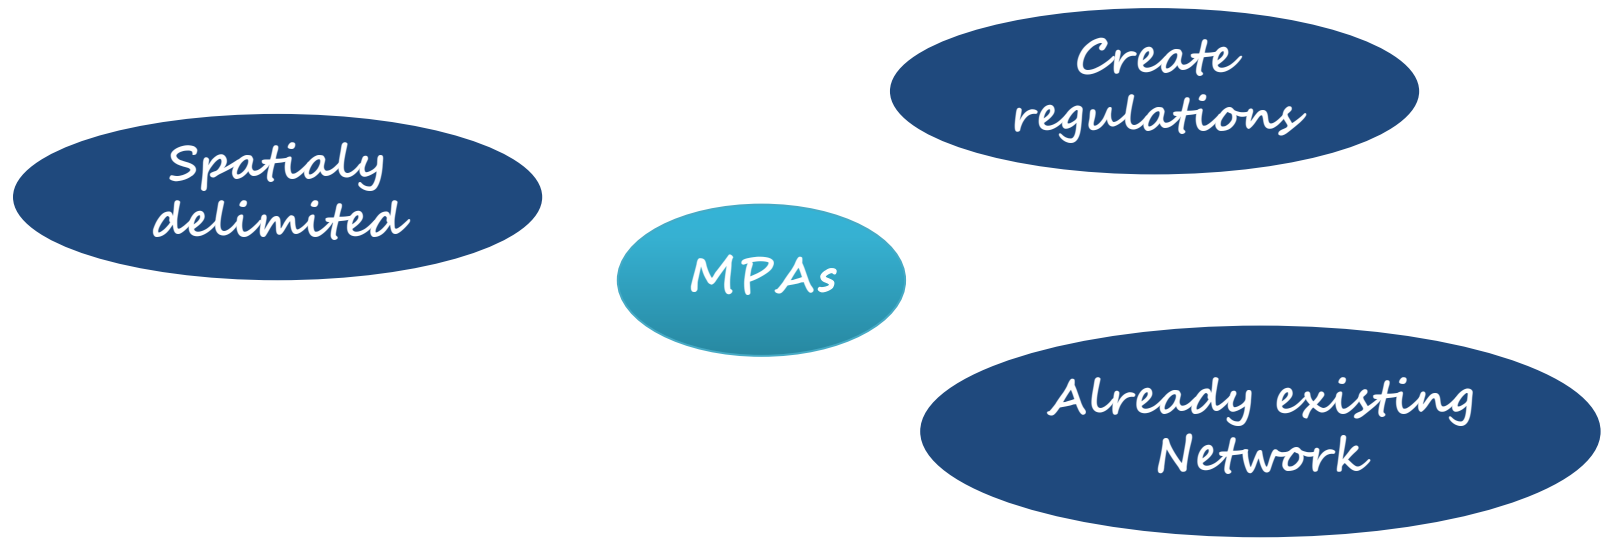 Create
regulations
Spatialy
delimited
MPAs
Already existing
Network